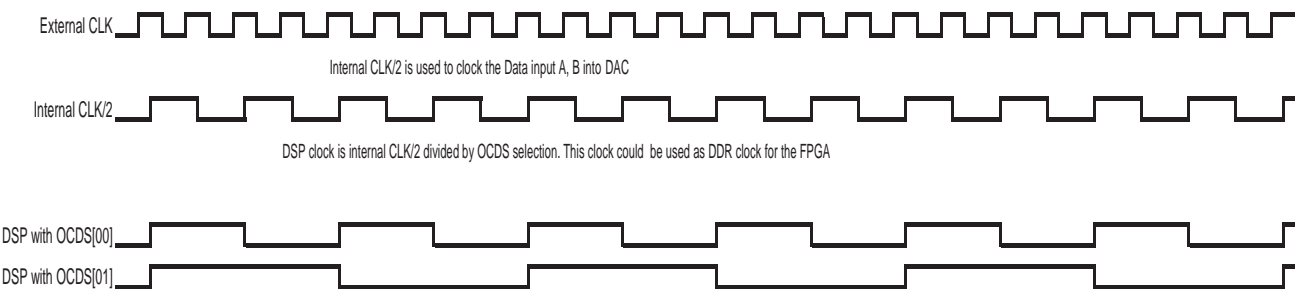 External CLK
Internal CLK/2 is used to clock the Data input A, B into DAC
Internal CLK/2
DSP clock is internal CLK/2 divided by OCDS selection. This clock could be used as DDR clock for the FPGA
DSP with OCDS[00]
DSP with OCDS[01]